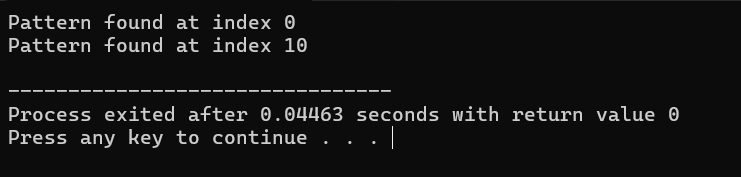 Pattern found at index 0
Pattern found at index 10
--------------------------------
Process exited after 0.04463 seconds with return value 0
Press any key to continue . . .